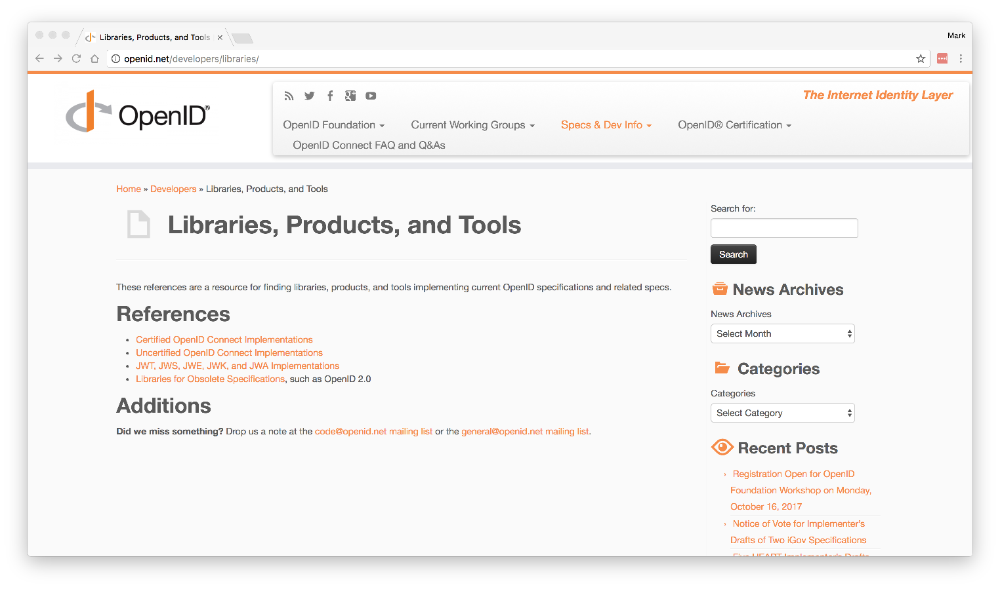 Libraries, Products, and Tools
Mark
openid.net/developers/libraries/
OpenID®
The Internet Identity Layer
OpenID Foundation
Current Working Groups
Specs & Dev Info
OpenID® Certification
OpenID Connect FAQ and Q&As
Home » Developers » Libraries, Products, and Tools
Libraries, Products, and Tools
These references are a resource for finding libraries, products, and tools implementing current OpenID specifications and related specs.
References
• Certified OpenID Connect Implementations
• Uncertified OpenID Connect Implementations
• JWT, JWS, JWE, JWK, and JWA Implementations
• Libraries for Obsolete Specifications, such as OpenID 2.0
Additions
Did we miss something? Drop us a note at the code@openid.net mailing list or the general@openid.net mailing list.
Search for:
Search
News Archives
News Archives
Select Month
Categories
Categories
Select Category
Recent Posts
› Registration Open for OpenID
Foundation Workshop on Monday,
October 16, 2017
› Notice of Vote for Implementer's
Drafts of Two iGov Specifications
Five HEART Implementer's Drafts